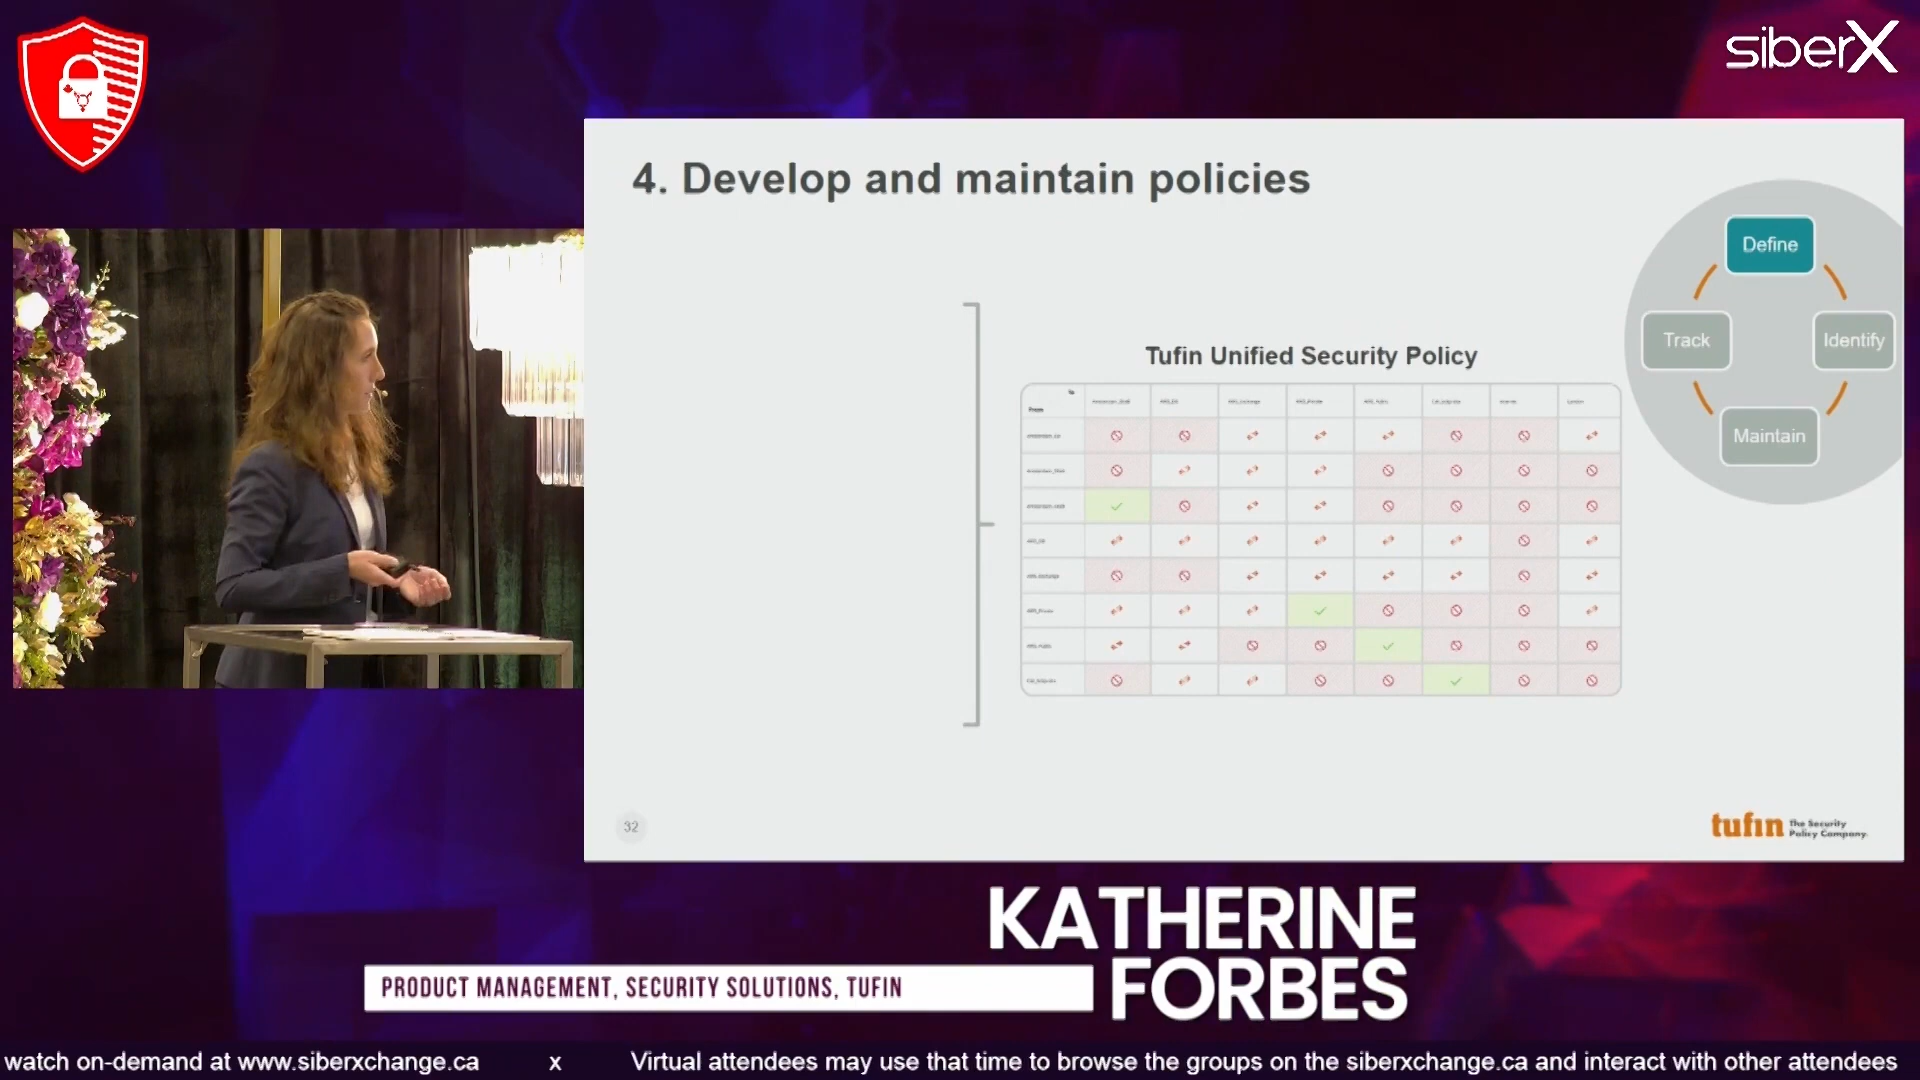 siberX
4. Develop and maintain policies
Define
Track
Identify
Maintain
Tufin Unified Security Policy
To
From
32
tufin The Security
Policy Company.
KATHERINE
FORBES
PRODUCT MANAGEMENT, SECURITY SOLUTIONS, TUFIN
watch on-demand at www.siberxchange.ca x Virtual attendees may use that time to browse the groups on the siberxchange.ca and interact with other attendees